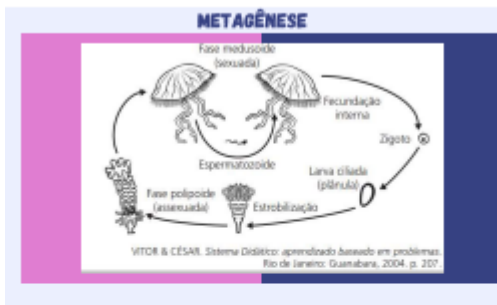 METAGÊNESE
Fase medusoide
(sexuada)
Fecundação
interna
Zigoto
Espermatozoide
Larva ciliada
(plânula)
Fase polipoide
(assexuada)
Estrobilização
VITOR & CÉSAR. Sistema Didático: aprendizado baseado em problemas.
Rio de Janeiro: Guanabara, 2004. p. 207.